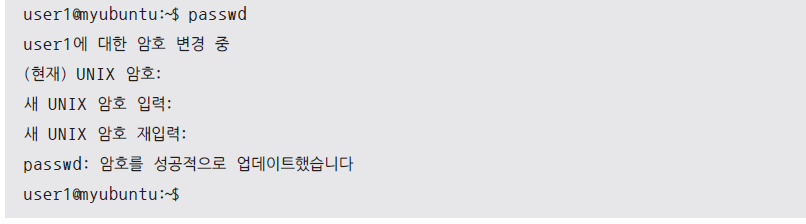 user1@myubuntu:~$ passwd
user1에 대한 암호 변경 중
(현재) UNIX 암호:
새 UNIX 암호 입력:
새 UNIX 암호 재입력:
passwd: 암호를 성공적으로 업데이트했습니다
user1@myubuntu:~$